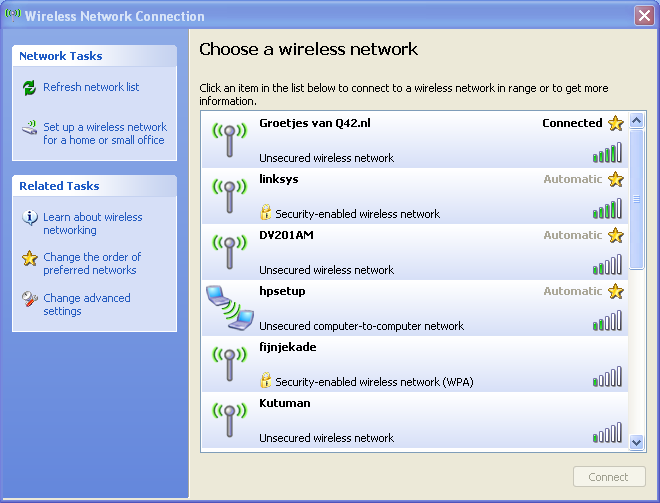 Wireless Network Connection
Network Tasks
Refresh network list
Set up a wireless network
for a home or small office
Related Tasks
Learn about wireless
networking
Change the order of
preferred networks
Change advanced
settings
Choose a wireless network
Click an item in the list below to connect to a wireless network in range or to get more
information.
Groetjes van Q42.nl Connected
Unsecured wireless network
linksys Automatic
Security-enabled wireless network
DV201AM Automatic
Unsecured wireless network
hpsetup Automatic
Unsecured computer-to-computer network
fijnjekade
Security-enabled wireless network (WPA)
Kutuman
Unsecured wireless network
Connect